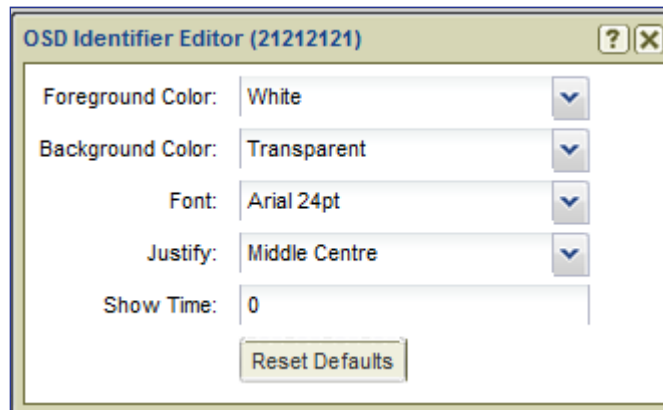 OSD Identifier Editor (21212121) ?
Foreground Color: White
Background Color: Transparent
Font: Arial 24pt
Justify: Middle Centre
Show Time: 0
Reset Defaults